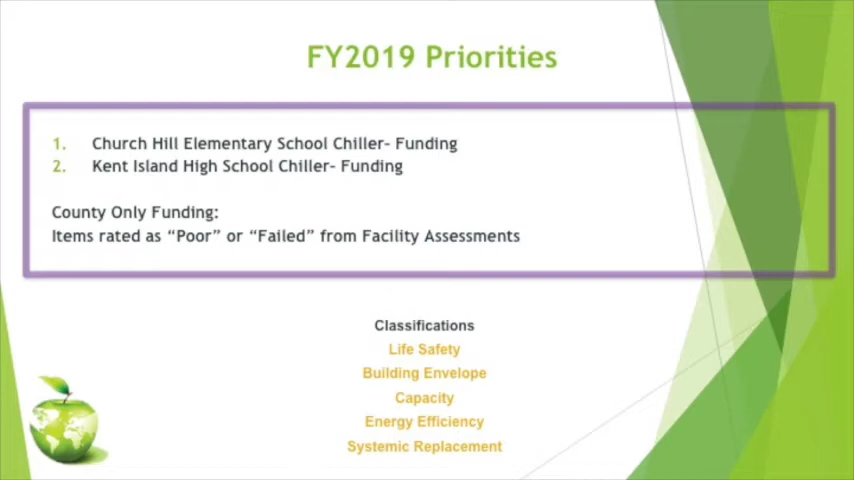 FY2019 Priorities
1. Church Hill Elementary School Chiller- Funding
2. Kent Island High School Chiller- Funding
County Only Funding:
Items rated as “Poor” or “Failed” from Facility Assessments
Classifications
Life Safety
Building Envelope
Capacity
Energy Efficiency
Systemic Replacement